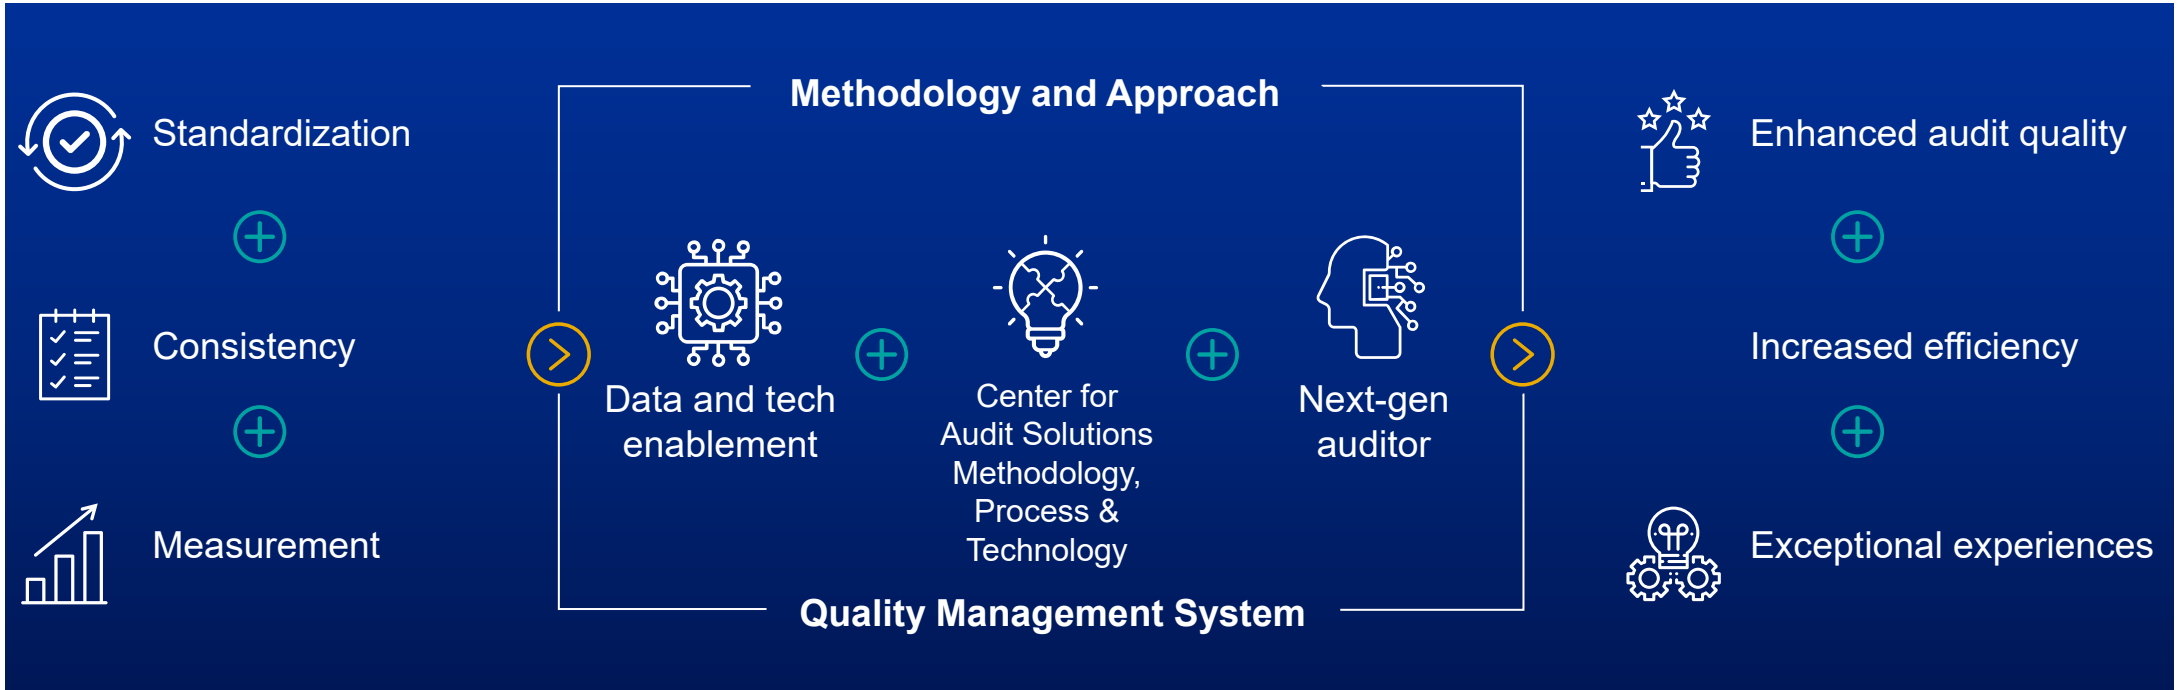 Standardization
Consistency
Measurement
Methodology and Approach
Data and tech
enablement
Center for
Audit Solutions
Methodology,
Process &
Technology
Next-gen
auditor
Quality Management System
Enhanced audit quality
Increased efficiency
Exceptional experiences